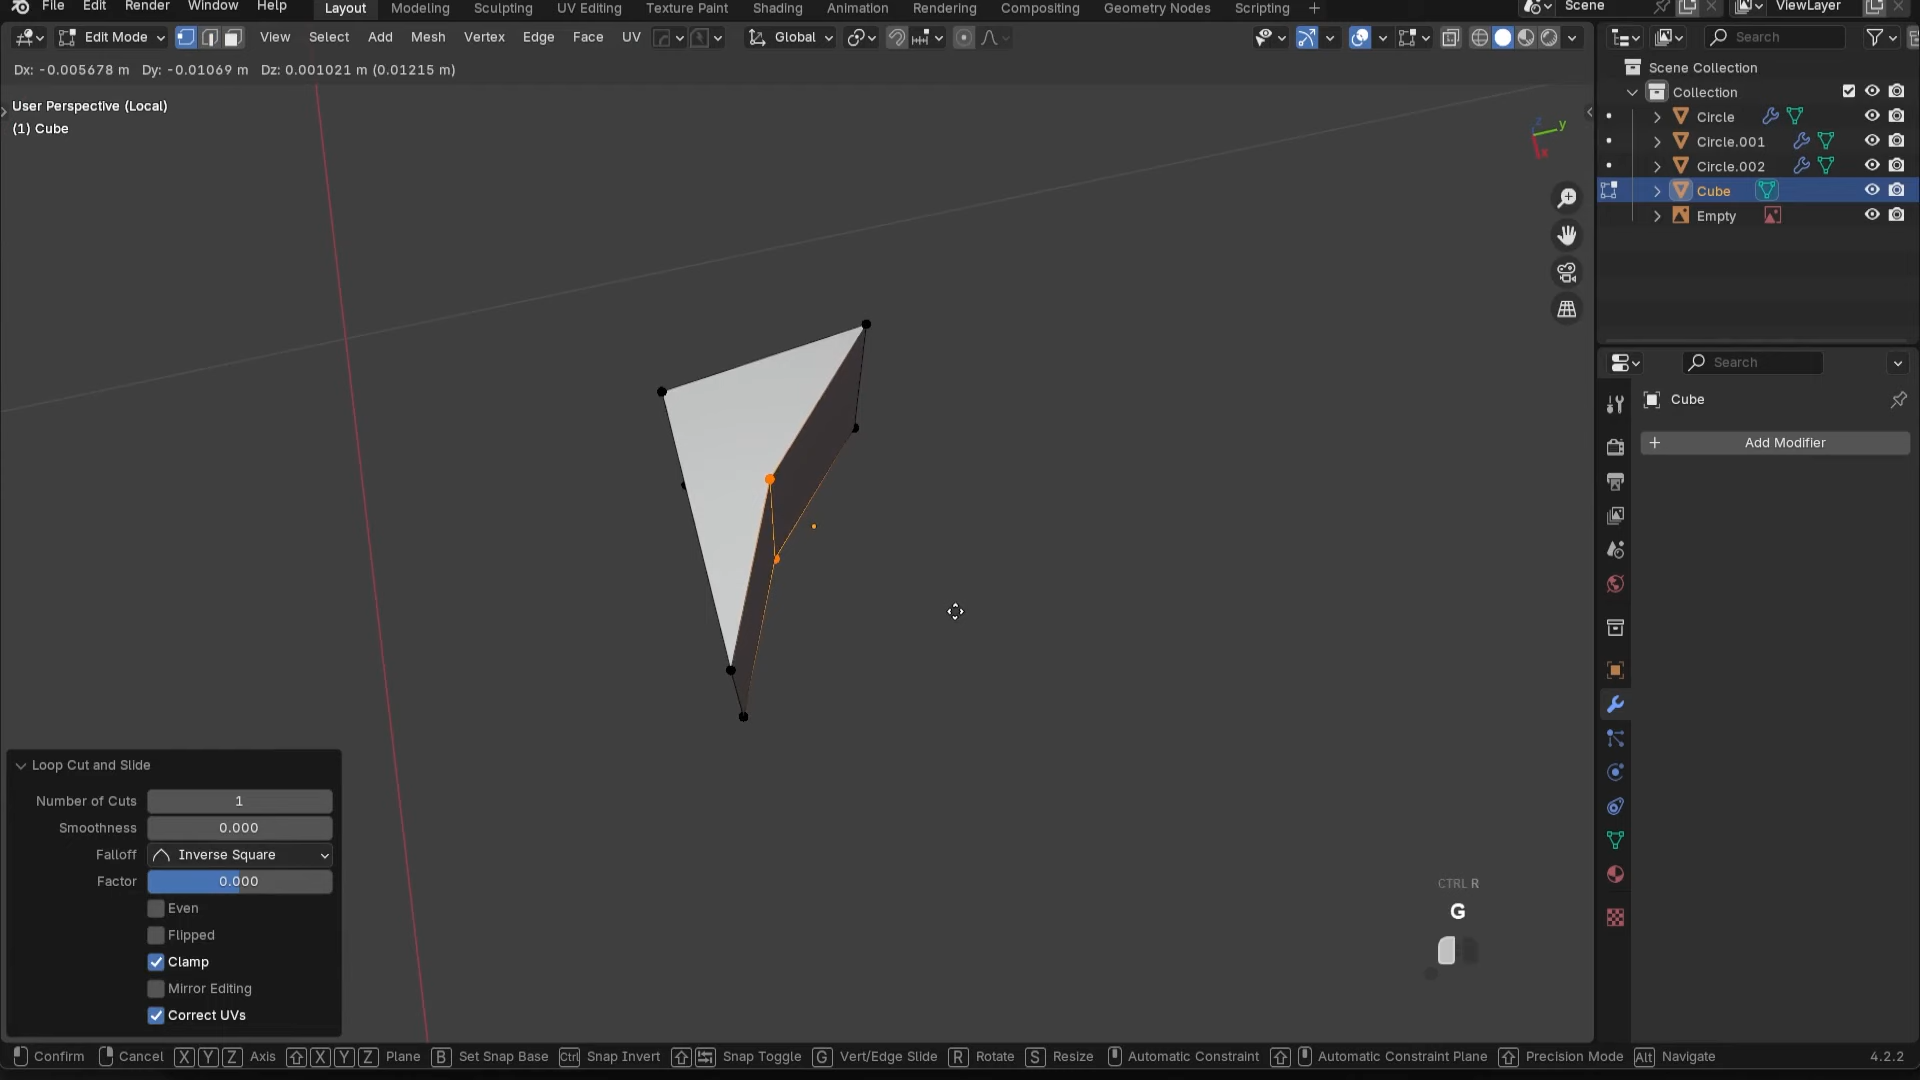 File Edit Render Window Help Layout Modeling Sculpting UV Editing Texture Paint Shading Animation Rendering Compositing Geometry Nodes Scripting + Scene ViewLayer
Edit Mode View Select Add Mesh Vertex Edge Face UV Global Search
Dx: -0.005678 m Dy: -0.01069 m Dz: 0.001021 m (0.01215 m)
Scene Collection
User Perspective (Local)
(1) Cube
Collection
Circle
Circle.001
Circle.002
Cube
Empty
z
y
x
Search
Cube
+ Add Modifier
Loop Cut and Slide
Number of Cuts 1
Smoothness 0.000
Falloff Inverse Square
Factor 0.000
Even
Flipped
Clamp
Mirror Editing
Correct UVs
CTRL R
G
Confirm Cancel X Y Z Axis X Y Z Plane B Set Snap Base Ctrl Snap Invert Snap Toggle G Vert/Edge Slide R Rotate S Resize Automatic Constraint Automatic Constraint Plane Precision Mode Alt Navigate 4.2.2